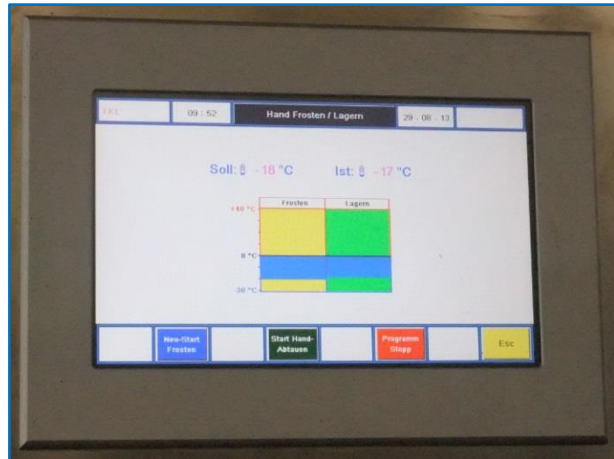 TKL
09 : 52
Hand Frosten / Lagern
29 - 08 - 13
Soll: -18 °C
Ist: -17 °C
Frosten
Lagern
+40 °C
0 °C
-30 °C
Neu-Start
Frosten
Start Hand-
Abtauen
Programm
Stopp
Esc